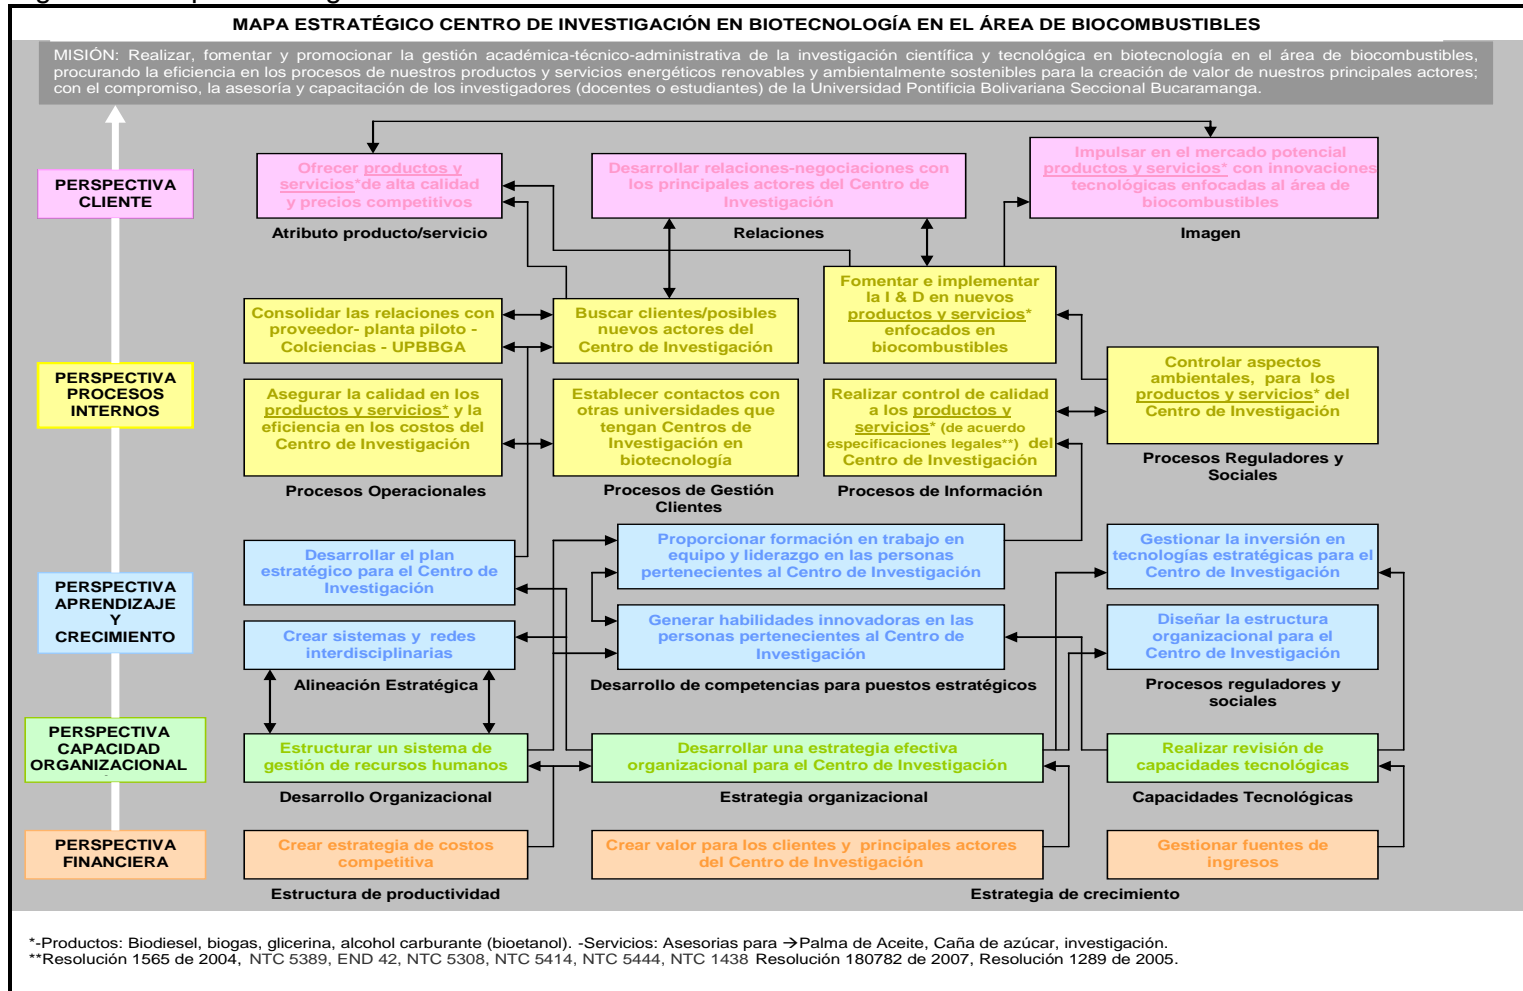 MAPA ESTRATÉGICO CENTRO DE INVESTIGACIÓN EN BIOTECNOLOGÍA EN EL ÁREA DE BIOCOMBUSTIBLES
MISIÓN: Realizar, fomentar y promocionar la gestión académica-técnico-administrativa de la investigación científica y tecnológica en biotecnología en el área de biocombustibles,
procurando la eficiencia en los procesos de nuestros productos y servicios energéticos renovables y ambientalmente sostenibles para la creación de valor de nuestros principales actores;
con el compromiso, la asesoría y capacitación de los investigadores (docentes o estudiantes) de la Universidad Pontificia Bolivariana Seccional Bucaramanga.
PERSPECTIVA
CLIENTE
Ofrecer productos y
servicios*de alta calidad
y precios competitivos
Atributo producto/servicio
Desarrollar relaciones-negociaciones con
los principales actores del Centro de
Investigación
Relaciones
Impulsar en el mercado potencial
productos y servicios* con innovaciones
tecnológicas enfocadas al área de
biocombustibles
Imagen
PERSPECTIVA
PROCESOS
INTERNOS
Consolidar las relaciones con
proveedor- planta piloto -
Colciencias - UPBBGA
Buscar clientes/posibles
nuevos actores del
Centro de Investigación
Fomentar e implementar
la I & D en nuevos
productos y servicios*
enfocados en
biocombustibles
Controlar aspectos
ambientales, para los
productos y servicios* del
Centro de Investigación
Asegurar la calidad en los
productos y servicios* y la
eficiencia en los costos del
Centro de Investigación
Establecer contactos con
otras universidades que
tengan Centros de
Investigación en
biotecnología
Realizar control de calidad
a los productos y
servicios* (de acuerdo
especificaciones legales**) del
Centro de Investigación
Procesos Operacionales
Procesos de Gestión
Clientes
Procesos de Información
Procesos Reguladores y
Sociales
PERSPECTIVA
APRENDIZAJE
Y
CRECIMIENTO
Desarrollar el plan
estratégico para el Centro de
Investigación
Proporcionar formación en trabajo en
equipo y liderazgo en las personas
pertenecientes al Centro de Investigación
Gestionar la inversión en
tecnologías estratégicas para el
Centro de Investigación
Crear sistemas y redes
interdisciplinarias
Generar habilidades innovadoras en las
personas pertenecientes al Centro de
Investigación
Diseñar la estructura
organizacional para el
Centro de Investigación
Alineación Estratégica
Desarrollo de competencias para puestos estratégicos
Procesos reguladores y
sociales
PERSPECTIVA
CAPACIDAD
ORGANIZACIONAL
Estructurar un sistema de
gestión de recursos humanos
Desarrollar una estrategia efectiva
organizacional para el Centro de Investigación
Realizar revisión de
capacidades tecnológicas
Desarrollo Organizacional
Estrategia organizacional
Capacidades Tecnológicas
PERSPECTIVA
FINANCIERA
Crear estrategia de costos
competitiva
Crear valor para los clientes y principales actores
del Centro de Investigación
Gestionar fuentes de
ingresos
Estructura de productividad
Estrategia de crecimiento
*-Productos: Biodiesel, biogas, glicerina, alcohol carburante (bioetanol). -Servicios: Asesorias para →Palma de Aceite, Caña de azúcar, investigación.
**Resolución 1565 de 2004, NTC 5389, END 42, NTC 5308, NTC 5414, NTC 5444, NTC 1438 Resolución 180782 de 2007, Resolución 1289 de 2005.